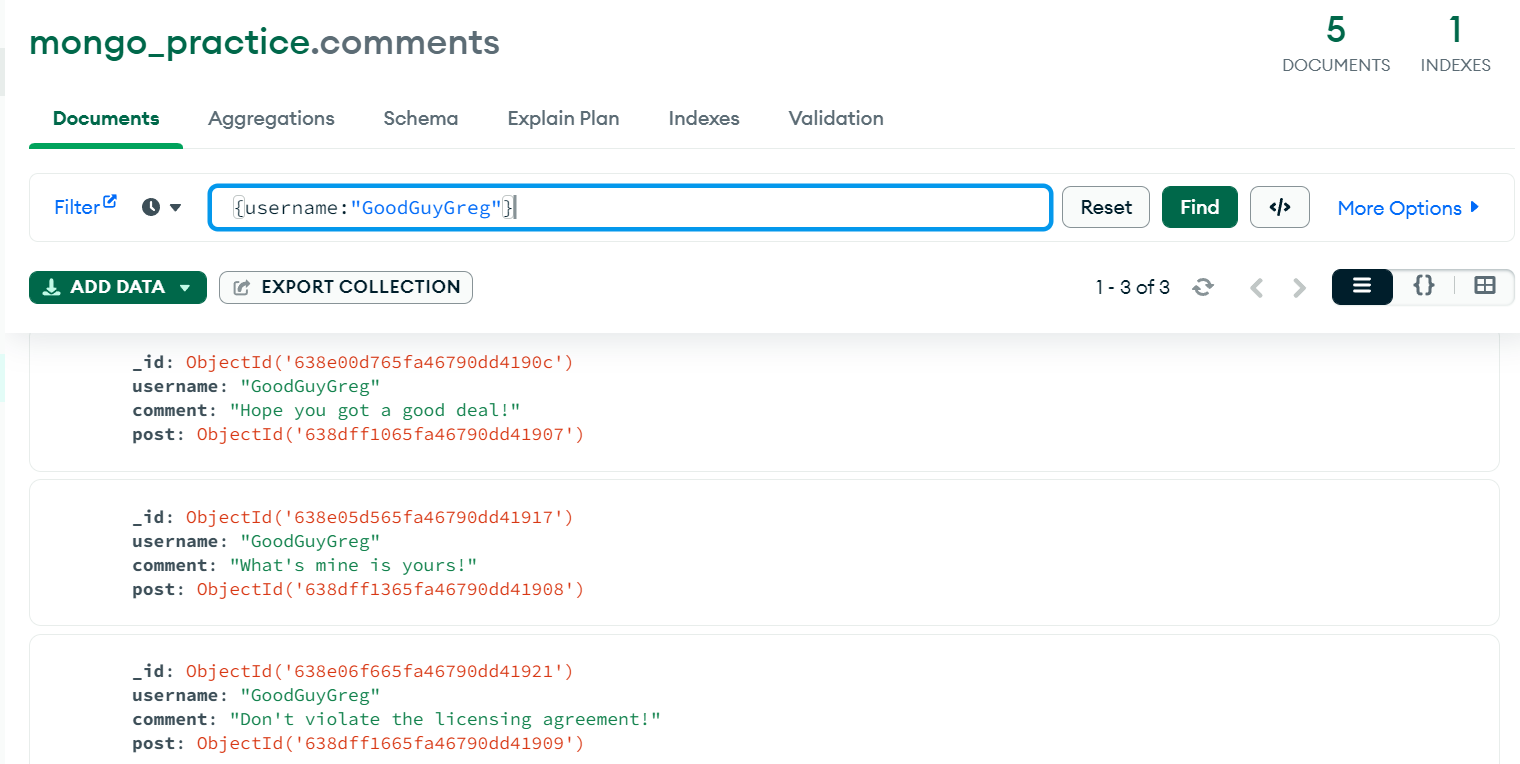 mongo_practice.comments
5
DOCUMENTS
1
INDEXES
Documents Aggregations Schema Explain Plan Indexes Validation
Filter {username:"GoodGuyGreg"} Reset Find </> More Options
ADD DATA EXPORT COLLECTION 1 - 3 of 3 {}
_id: ObjectId('638e00d765fa46790dd4190c')
username: "GoodGuyGreg"
comment: "Hope you got a good deal!"
post: ObjectId('638dff1065fa46790dd41907')
_id: ObjectId('638e05d565fa46790dd41917')
username: "GoodGuyGreg"
comment: "What's mine is yours!"
post: ObjectId('638dff1365fa46790dd41908')
_id: ObjectId('638e06f665fa46790dd41921')
username: "GoodGuyGreg"
comment: "Don't violate the licensing agreement!"
post: ObjectId('638dff1665fa46790dd41909')